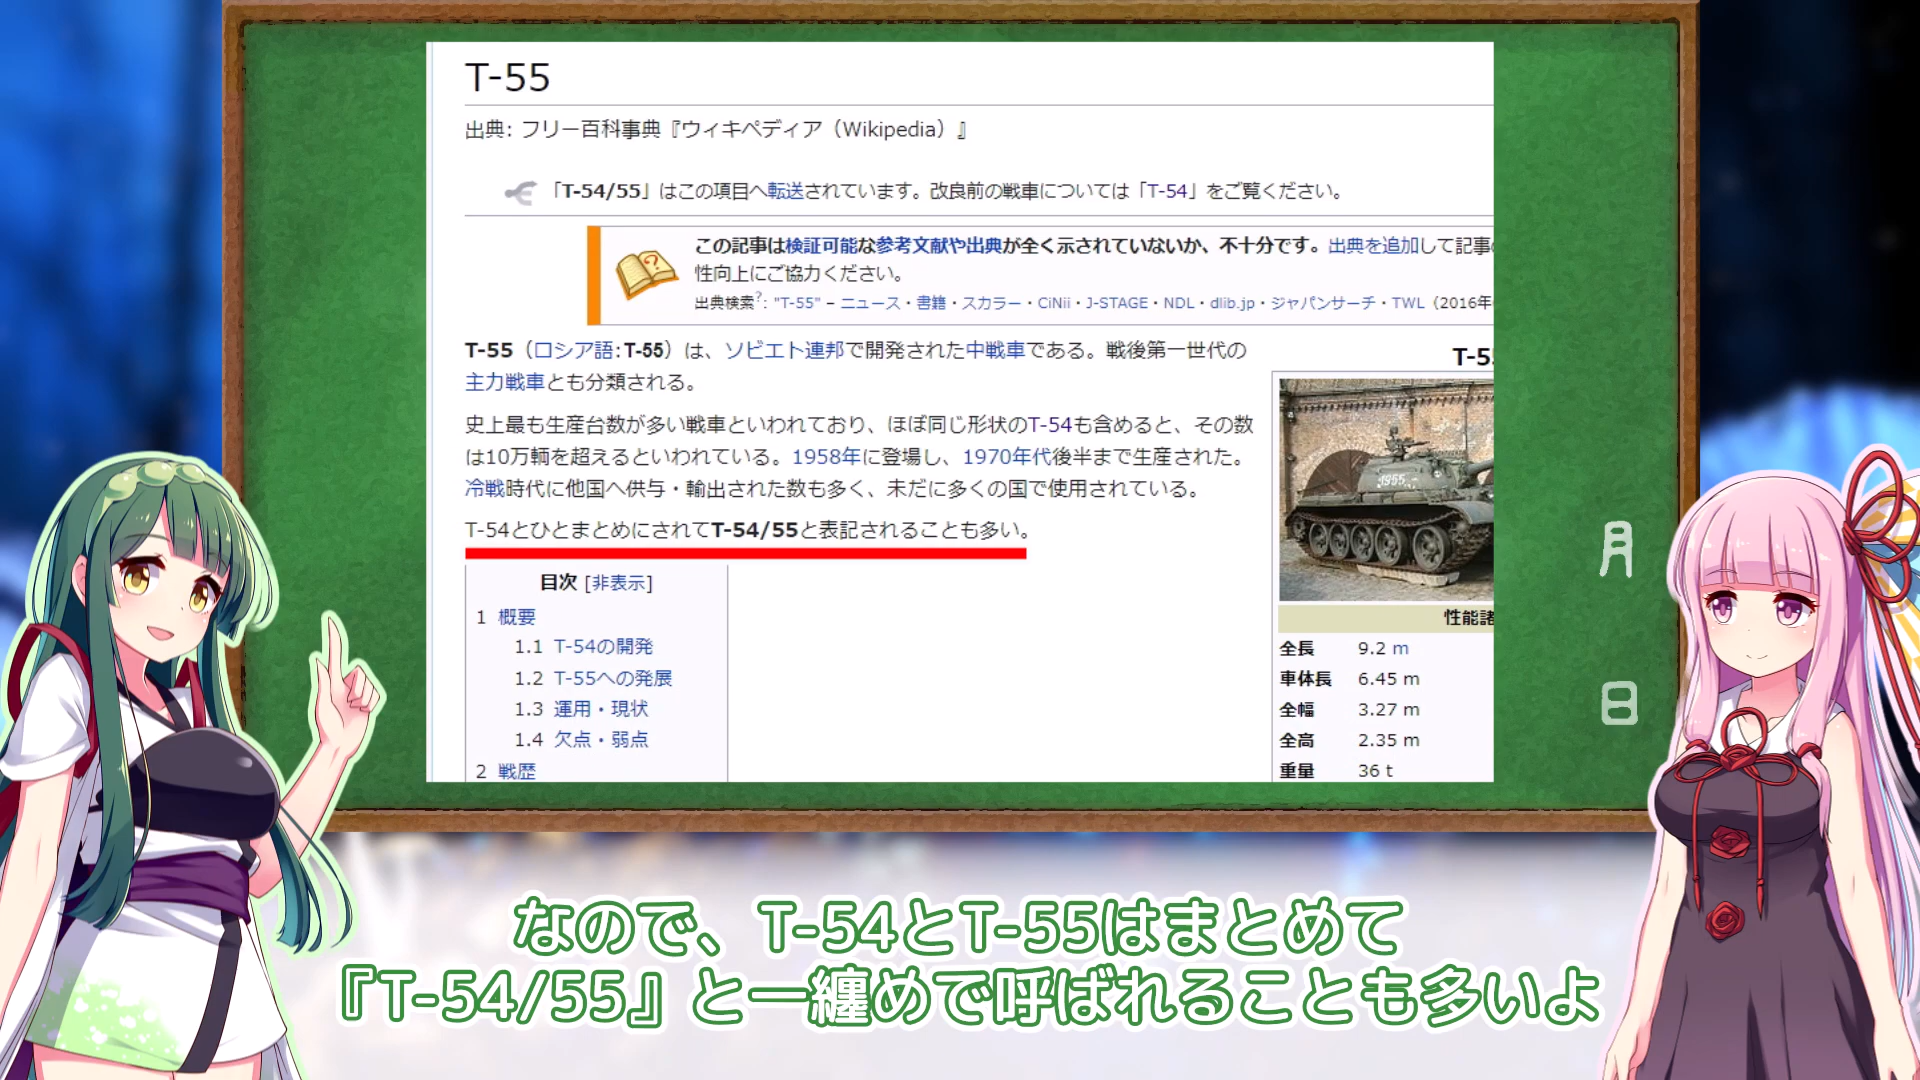 T-55
出典: フリー百科事典『ウィキペディア（Wikipedia）』
「T-54/55」はこの項目へ転送されています。改良前の戦車については「T-54」をご覧ください。
この記事は検証可能な参考文献や出典が全く示されていないか、不十分です。出典を追加して記事
性向上にご協力ください。
出典検索?: "T-55" – ニュース · 書籍 · スカラー · CiNii · J-STAGE · NDL · dlib.jp · ジャパンサーチ · TWL（2016年
T-55（ロシア語: Т-55）は、ソビエト連邦で開発された中戦車である。戦後第一世代の
主力戦車とも分類される。
史上最も生産台数が多い戦車といわれており、ほぼ同じ形状のT-54も含めると、その数
は10万輌を超えるといわれている。1958年に登場し、1970年代後半まで生産された。
冷戦時代に他国へ供与・輸出された数も多く、未だに多くの国で使用されている。
T-54とひとまとめにされてT-54/55と表記されることも多い。
目次 [非表示]
1 概要
1.1 T-54の開発
1.2 T-55への発展
1.3 運用・現状
1.4 欠点・弱点
2 戦歴
T-5
1955
性能諸
全長 9.2 m
車体長 6.45 m
全幅 3.27 m
全高 2.35 m
重量 36 t
月
日
なので、T-54とT-55はまとめて
『T-54/55』と一纏めで呼ばれることも多いよ